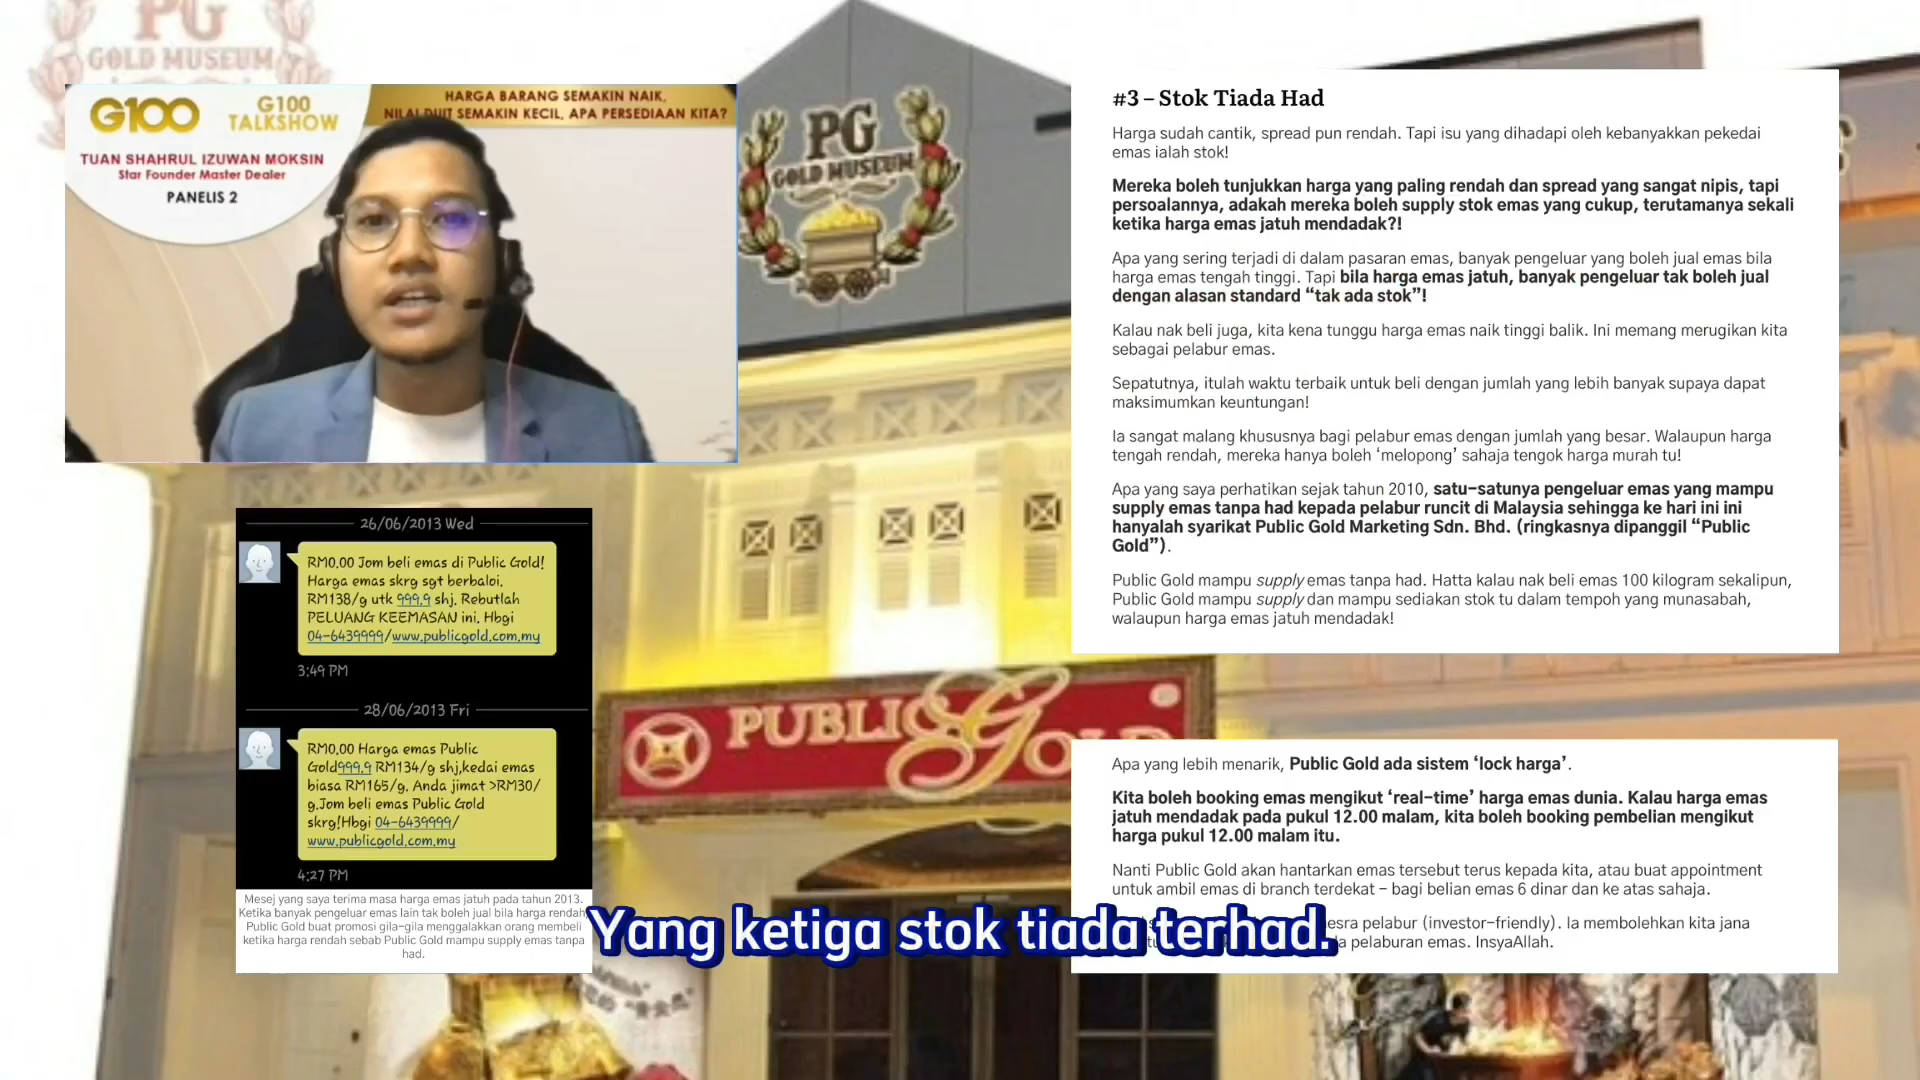 PG
GOLD MUSEUM
G100
G100
TALKSHOW
HARGA BARANG SEMAKIN NAIK,
NILAI DUIT SEMAKIN KECIL, APA PERSEDIAAN KITA?
TUAN SHAHRUL IZUWAN MOKSIN
Star Founder Master Dealer
PANELIS 2
PG
GOLD MUSEUM
#3 – Stok Tiada Had
Harga sudah cantik, spread pun rendah. Tapi isu yang dihadapi oleh kebanyakkan pekedai
emas ialah stok!
Mereka boleh tunjukkan harga yang paling rendah dan spread yang sangat nipis, tapi
persoalannya, adakah mereka boleh supply stok emas yang cukup, terutamanya sekali
ketika harga emas jatuh mendadak?!
Apa yang sering terjadi di dalam pasaran emas, banyak pengeluar yang boleh jual emas bila
harga emas tengah tinggi. Tapi bila harga emas jatuh, banyak pengeluar tak boleh jual
dengan alasan standard “tak ada stok”!
Kalau nak beli juga, kita kena tunggu harga emas naik tinggi balik. Ini memang merugikan kita
sebagai pelabur emas.
Sepatutnya, itulah waktu terbaik untuk beli dengan jumlah yang lebih banyak supaya dapat
maksimumkan keuntungan!
Ia sangat malang khususnya bagi pelabur emas dengan jumlah yang besar. Walaupun harga
tengah rendah, mereka hanya boleh ‘melopong’ sahaja tengok harga murah tu!
Apa yang saya perhatikan sejak tahun 2010, satu-satunya pengeluar emas yang mampu
supply emas tanpa had kepada pelabur runcit di Malaysia sehingga ke hari ini ini
hanyalah syarikat Public Gold Marketing Sdn. Bhd. (ringkasnya dipanggil “Public
Gold”).
Public Gold mampu supply emas tanpa had. Hatta kalau nak beli emas 100 kilogram sekalipun,
Public Gold mampu supply dan mampu sediakan stok tu dalam tempoh yang munasabah,
walaupun harga emas jatuh mendadak!
26/06/2013 Wed
RM0.00 Jom beli emas di Public Gold!
Harga emas skrg sgt berbaloi.
RM138/g utk 999.9 shj. Rebutlah
PELUANG KEEMASAN ini. Hbgi
04-6439999/www.publicgold.com.my
3:49 PM
28/06/2013 Fri
RM0.00 Harga emas Public
Gold999.9 RM134/g shj,kedai emas
biasa RM165/g. Anda jimat >RM30/
g.Jom beli emas Public Gold
skrg!Hbgi 04-6439999/
www.publicgold.com.my
4:27 PM
Mesej yang saya terima masa harga emas jatuh pada tahun 2013.
Ketika banyak pengeluar emas lain tak boleh jual bila harga rendah,
Public Gold buat promosi gila-gila menggalakkan orang membeli
ketika harga rendah sebab Public Gold mampu supply emas tanpa
had.
PUBLIC GOLD
Apa yang lebih menarik, Public Gold ada sistem ‘lock harga’.
Kita boleh booking emas mengikut ‘real-time’ harga emas dunia. Kalau harga emas
jatuh mendadak pada pukul 12.00 malam, kita boleh booking pembelian mengikut
harga pukul 12.00 malam itu.
Nanti Public Gold akan hantarkan emas tersebut terus kepada kita, atau buat appointment
untuk ambil emas di branch terdekat – bagi belian emas 6 dinar dan ke atas sahaja.
esra pelabur (investor-friendly). Ia membolehkan kita jana
a pelaburan emas. InsyaAllah.
Yang ketiga stok tiada terhad.